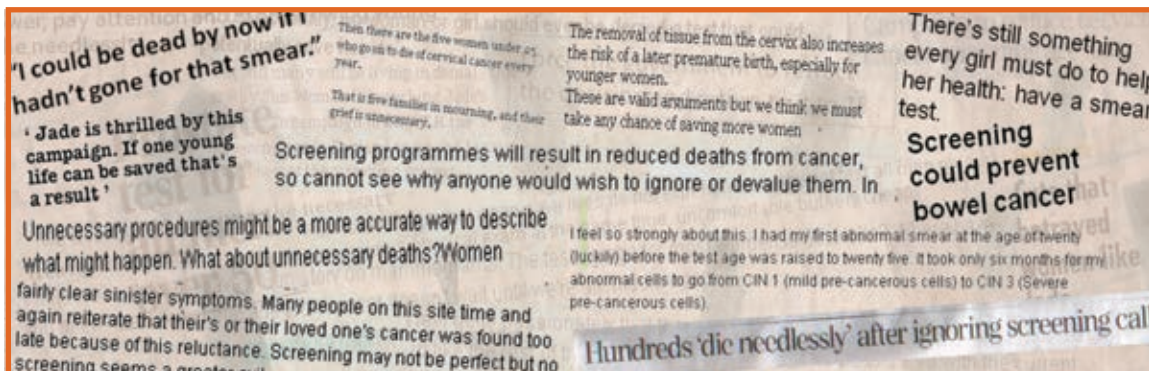 "I could be dead by now if I
hadn't gone for that smear."
Then there are the five women under 25
who go on to die of cervical cancer every
year.
That is five families in mourning, and their
grief is unnecessary.
The removal of tissue from the cervix also increases
the risk of a later premature birth, especially for
younger women.
These are valid arguments but we think we must
take any chance of saving more women
There's still something
every girl must do to help
her health: have a smear
test.
Screening
could prevent
bowel cancer
‘ Jade is thrilled by this
campaign. If one young
life can be saved that's
a result ’
Screening programmes will result in reduced deaths from cancer,
so cannot see why anyone would wish to ignore or devalue them. In
Unnecessary procedures might be a more accurate way to describe
what might happen. What about unnecessary deaths?Women
I feel so strongly about this. I had my first abnormal smear at the age of twenty
(luckily) before the test age was raised to twenty five. It took only six months for my
abnormal cells to go from CIN 1 (mild pre-cancerous cells) to CIN 3 (Severe
pre-cancerous cells).
fairly clear sinister symptoms. Many people on this site time and
again reiterate that their's or their loved one's cancer was found too
late because of this reluctance. Screening may not be perfect but no
screening seems a greater evil
Hundreds ‘die needlessly’ after ignoring screening call